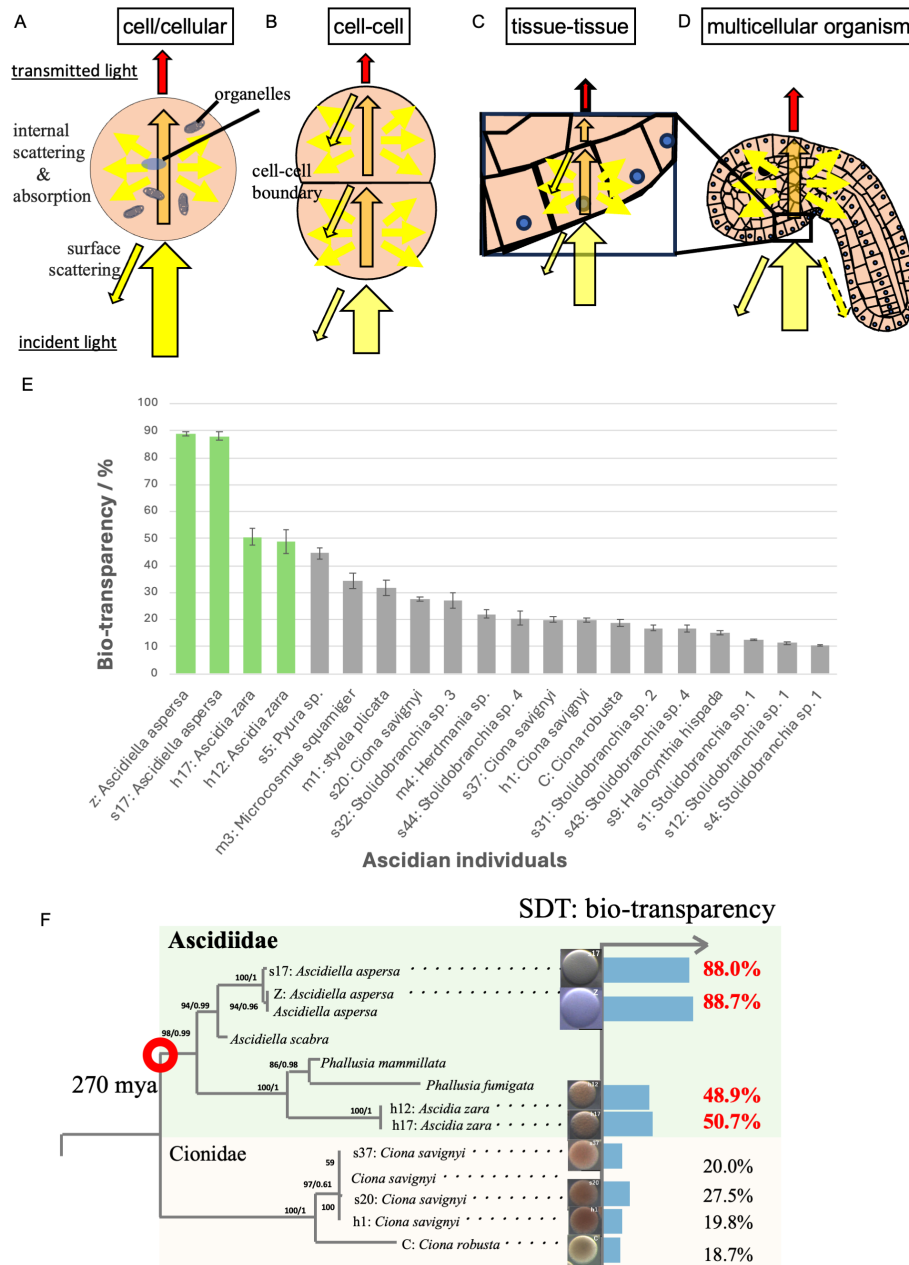 A
cell/cellular
B
cell-cell
C
tissue-tissue
D
multicellular organism
transmitted light
organelles
internal
scattering
&
absorption
cell-cell
boundary
surface
scattering
incident light
E
100
90
80
70
60
50
40
30
20
10
0
Bio-transparency / %
z: Ascidiella aspersa
s17: Ascidiella aspersa
h17: Ascidia zara
h12: Ascidia zara
s5: Pyura sp.
m3: Microcosmus squamiger
m1: styela plicata
s20: Ciona savignyi
s32: Stolidobranchia sp. 3
m4: Herdmania sp.
s44: Stolidobranchia sp. 4
s37: Ciona savignyi
h1: Ciona savignyi
C: Ciona robusta
s31: Stolidobranchia sp. 2
s43: Stolidobranchia sp. 4
s9: Halocynthia hispada
s1: Stolidobranchia sp. 1
s12: Stolidobranchia sp. 1
s4: Stolidobranchia sp. 1
Ascidian individuals
F
SDT: bio-transparency
Ascidiidae
100/1
s17: Ascidiella aspersa
17
88.0%
94/0.99
94/0.96
Z: Ascidiella aspersa
Z
88.7%
Ascidiella aspersa
98/0.99
Ascidiella scabra
270 mya
86/0.98
Phallusia mammillata
100/1
Phallusia fumigata
100/1
h12: Ascidia zara
h12
48.9%
h17: Ascidia zara
h17
50.7%
Cionidae
59
s37: Ciona savignyi
s37
20.0%
97/0.61
Ciona savignyi
100/1
100
s20: Ciona savignyi
s20
27.5%
h1: Ciona savignyi
h1
19.8%
C: Ciona robusta
C
18.7%